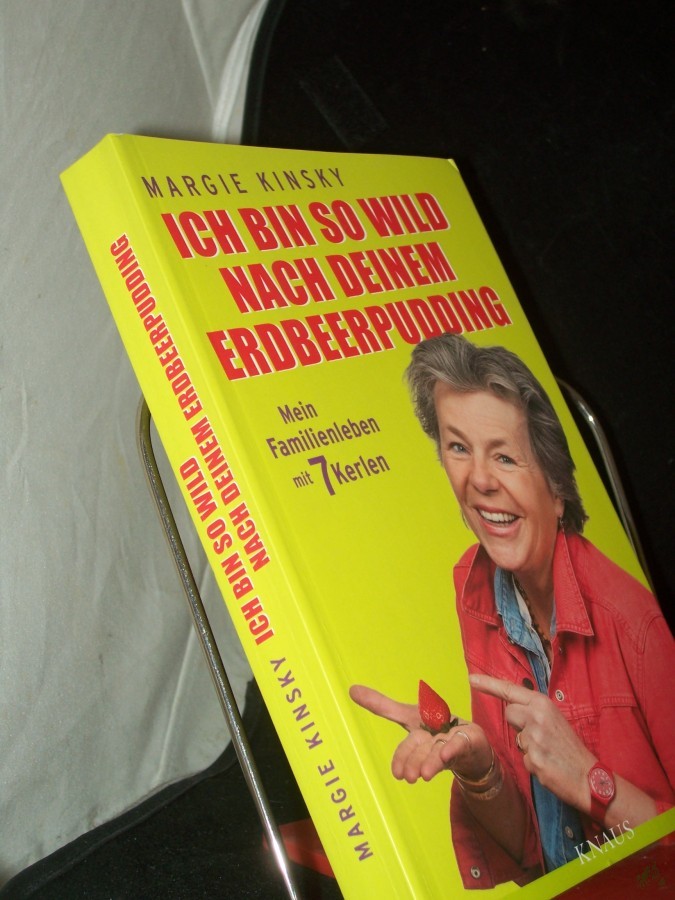 MARGIE KINSKY
ICH BIN SO WILD
NACH DEINEM
ERDBEERPUDDING
Mein
Familienleben
mit 7 Kerlen
KNAUS
MARGIE KINSKY
ICH BIN SO WILD
NACH DEINEM ERDBEERPUDDING